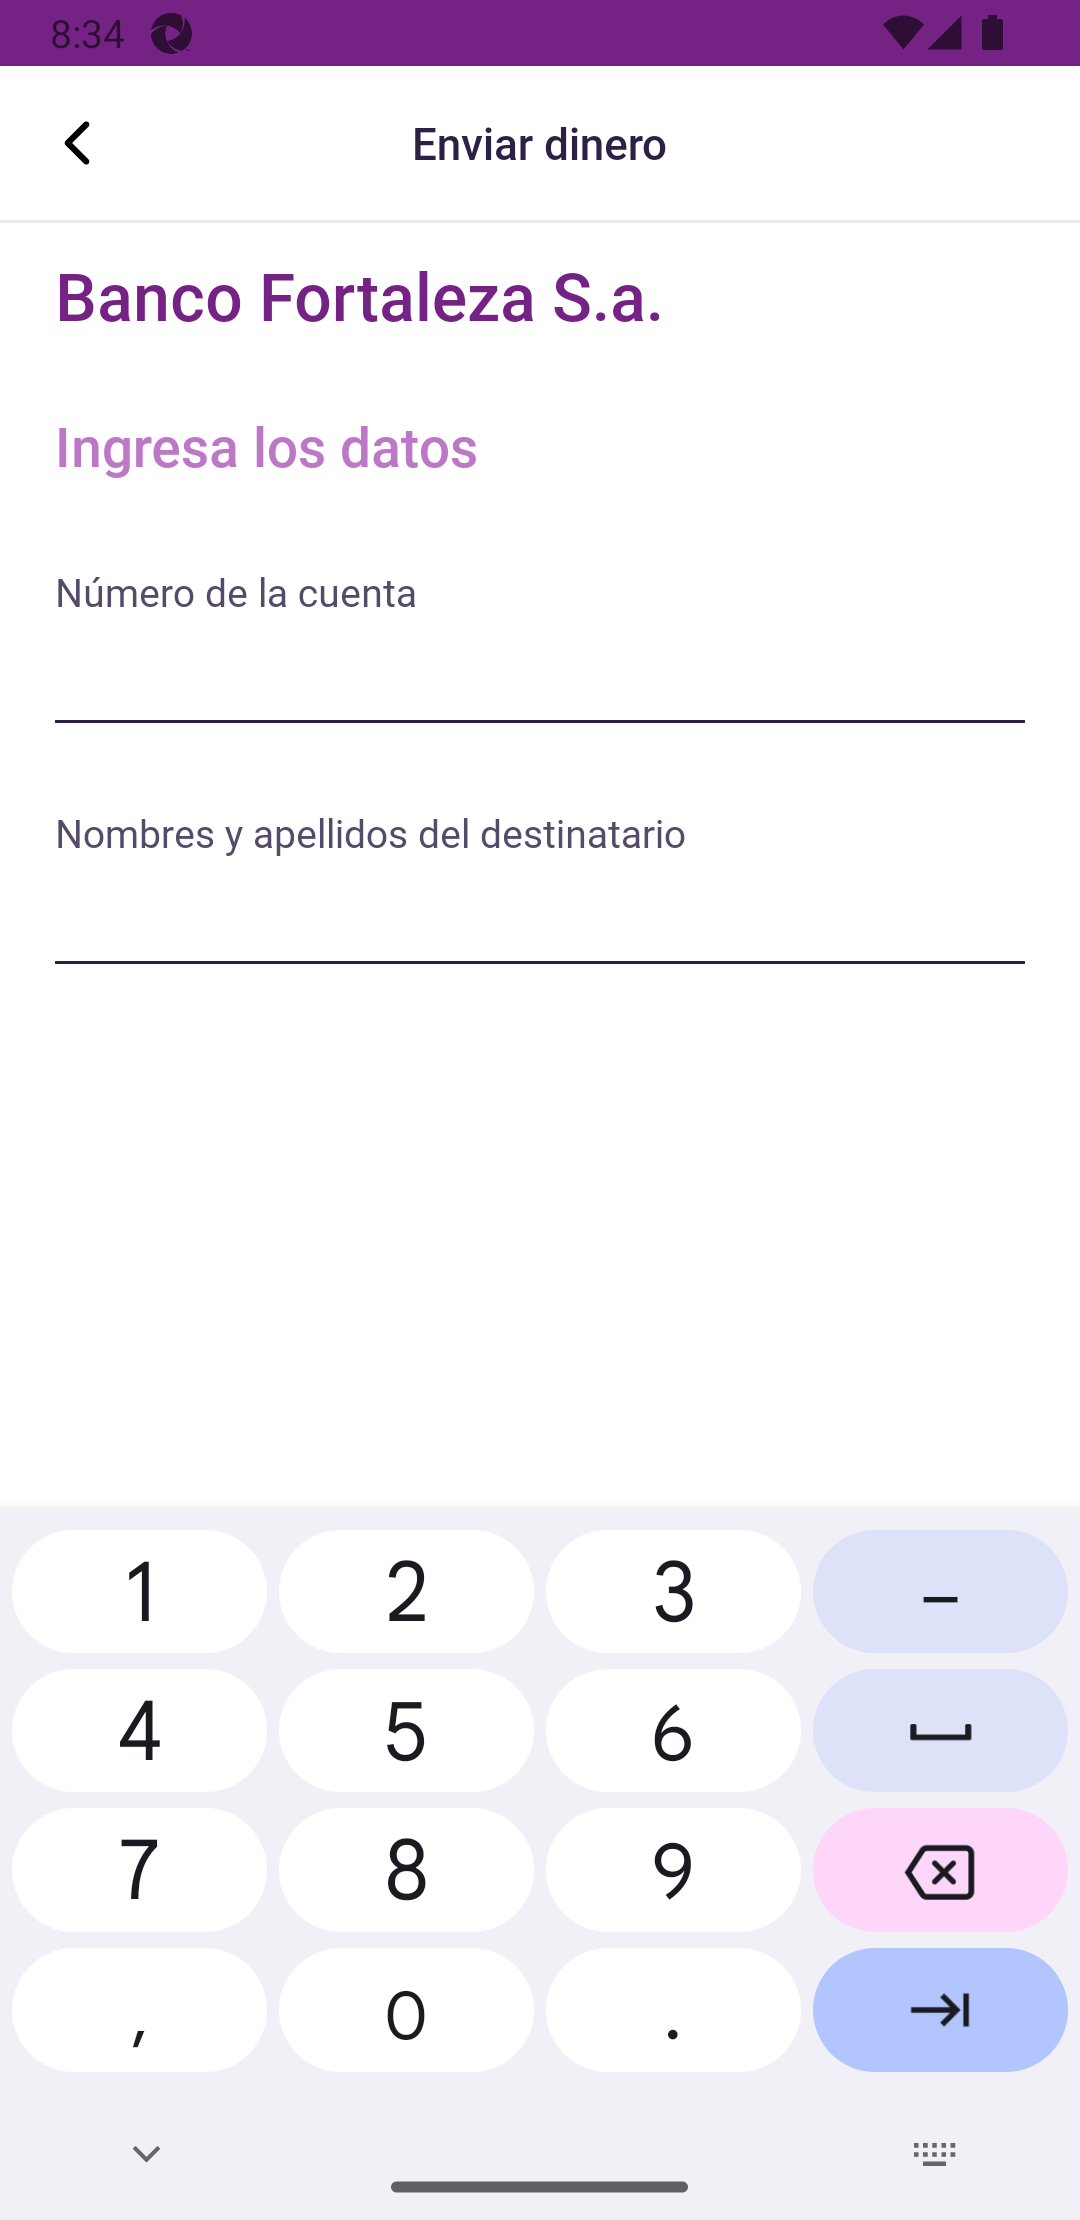 8:34
Enviar dinero
Banco Fortaleza S.a.
Ingresa los datos
Número de la cuenta
Nombres y apellidos del destinatario
1 2 3 –
4 5 6
7 8 9
, 0 .